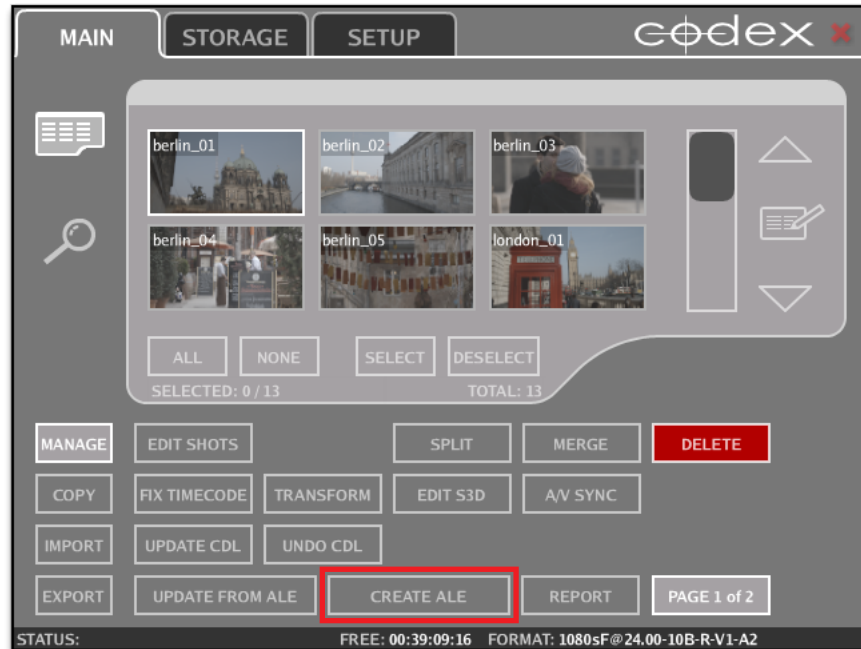 MAIN STORAGE SETUP codex
berlin_01 berlin_02 berlin_03
berlin_04 berlin_05 london_01
ALL NONE SELECT DESELECT
SELECTED: 0 / 13 TOTAL: 13
MANAGE EDIT SHOTS SPLIT MERGE DELETE
COPY FIX TIMECODE TRANSFORM EDIT S3D A/V SYNC
IMPORT UPDATE CDL UNDO CDL
EXPORT UPDATE FROM ALE CREATE ALE REPORT PAGE 1 of 2
STATUS: FREE: 00:39:09:16 FORMAT: 1080sF@24.00-10B-R-V1-A2